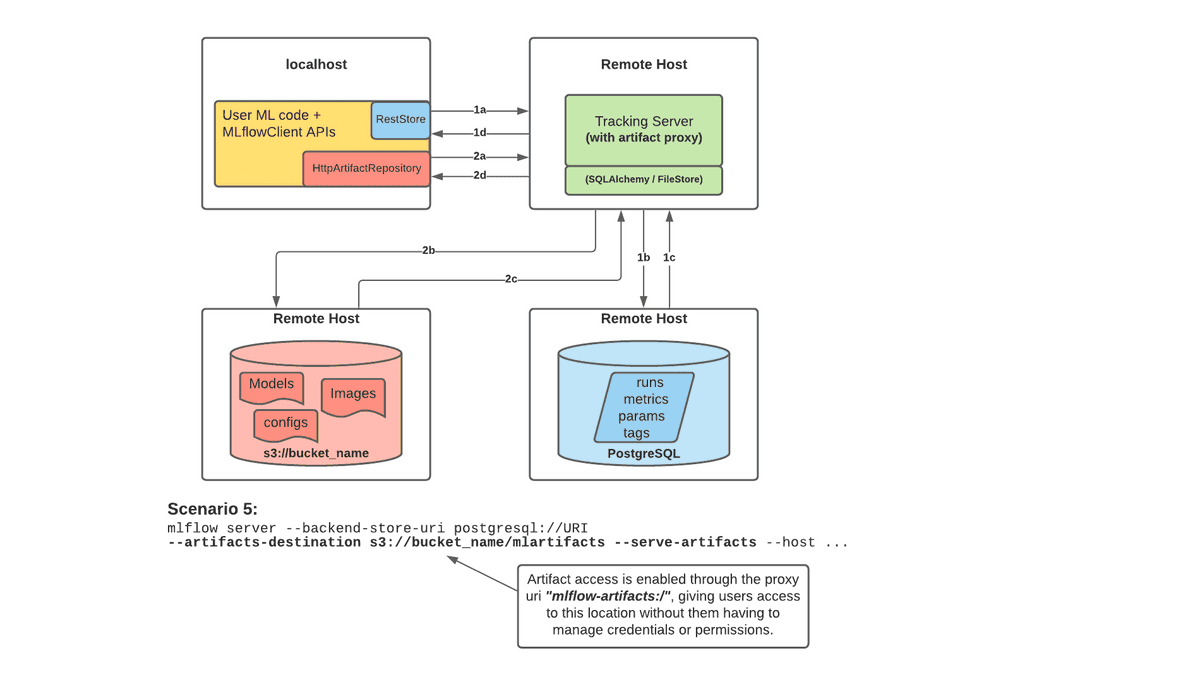 localhost
User ML code +
MLflowClient APIs
RestStore
HttpArtifactRepository
1a
1d
2a
2d
Remote Host
Tracking Server
(with artifact proxy)
(SQLAlchemy / FileStore)
2b
2c
1b
1c
Remote Host
Models
Images
configs
s3://bucket_name
Remote Host
runs
metrics
params
tags
PostgreSQL
Scenario 5:
mlflow server --backend-store-uri postgresql://URI
--artifacts-destination s3://bucket_name/mlartifacts --serve-artifacts --host ...
Artifact access is enabled through the proxy
uri "mlflow-artifacts:/", giving users access
to this location without them having to
manage credentials or permissions.